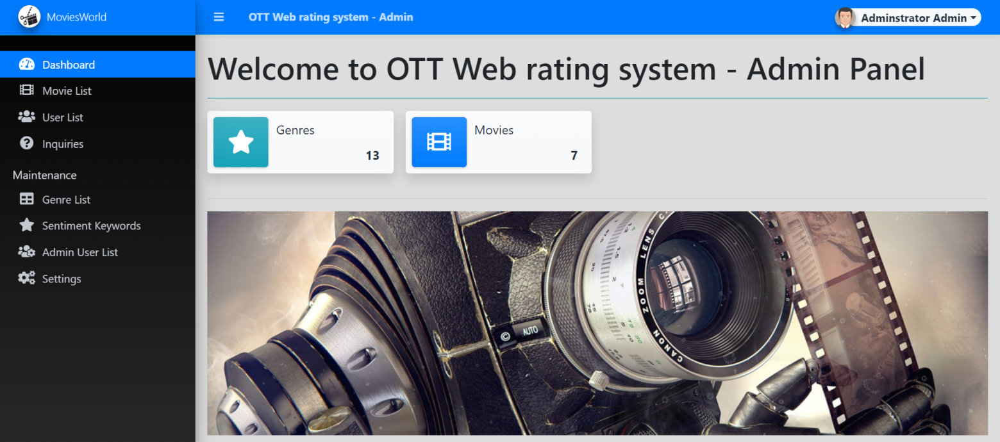 MoviesWorld
OTT Web rating system - Admin
Adminstrator Admin
Dashboard
Movie List
User List
Inquiries
Maintenance
Genre List
Sentiment Keywords
Admin User List
Settings
Welcome to OTT Web rating system - Admin Panel
Genres
13
Movies
7
© AUTO
CANON ZOOM LENS